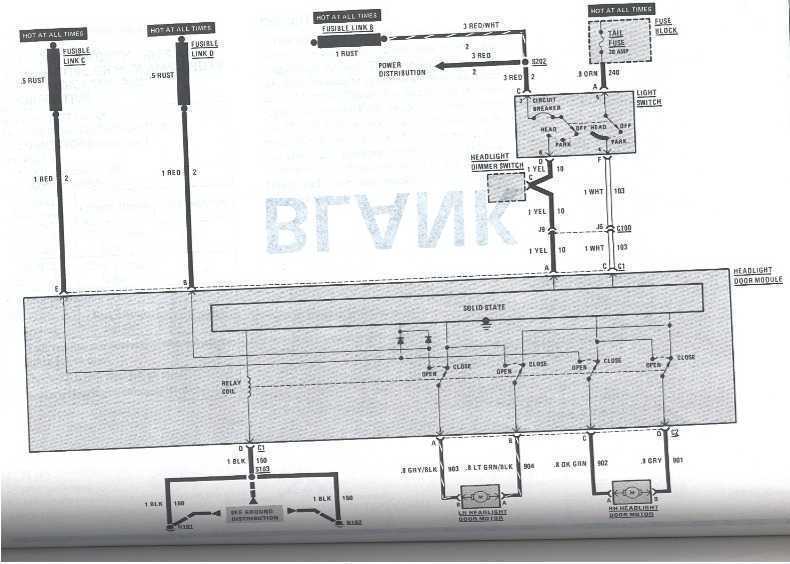 HOT AT ALL TIMES
FUSIBLE
LINK C
.5 RUST
HOT AT ALL TIMES
FUSIBLE
LINK D
.5 RUST
HOT AT ALL TIMES
FUSIBLE LINK B
1 RUST
3 RED/WHT
2
3 RED
2
POWER
DISTRIBUTION
S202
3 RED 2
HOT AT ALL TIMES
FUSE
BLOCK
TAIL
FUSE
20 AMP
.8 ORN 240
C
A
LIGHT
SWITCH
CIRCUIT
BREAKER
HEAD
OFF
PARK
HEAD
OFF
PARK
D
F
HEADLIGHT
DIMMER SWITCH
C
1 YEL 10
1 WHT 103
1 YEL 10
J9
J5
C100
1 YEL 10
1 WHT 103
1 RED 2
1 RED 2
BLANK
E
B
A
C
C1
HEADLIGHT
DOOR MODULE
SOLID STATE
RELAY
COIL
OPEN
CLOSE
OPEN
CLOSE
OPEN
CLOSE
OPEN
CLOSE
D
C1
1 BLK 150
S103
1 BLK 150
150
SEE GROUND
DISTRIBUTION
A
B
C
D
C2
.8 GRY/BLK 903
.8 LT GRN/BLK 904
.8 DK GRN 902
.8 GRY 901
B
M
A
LH HEADLIGHT
DOOR MOTOR
A
M
B
RH HEADLIGHT
DOOR MOTOR